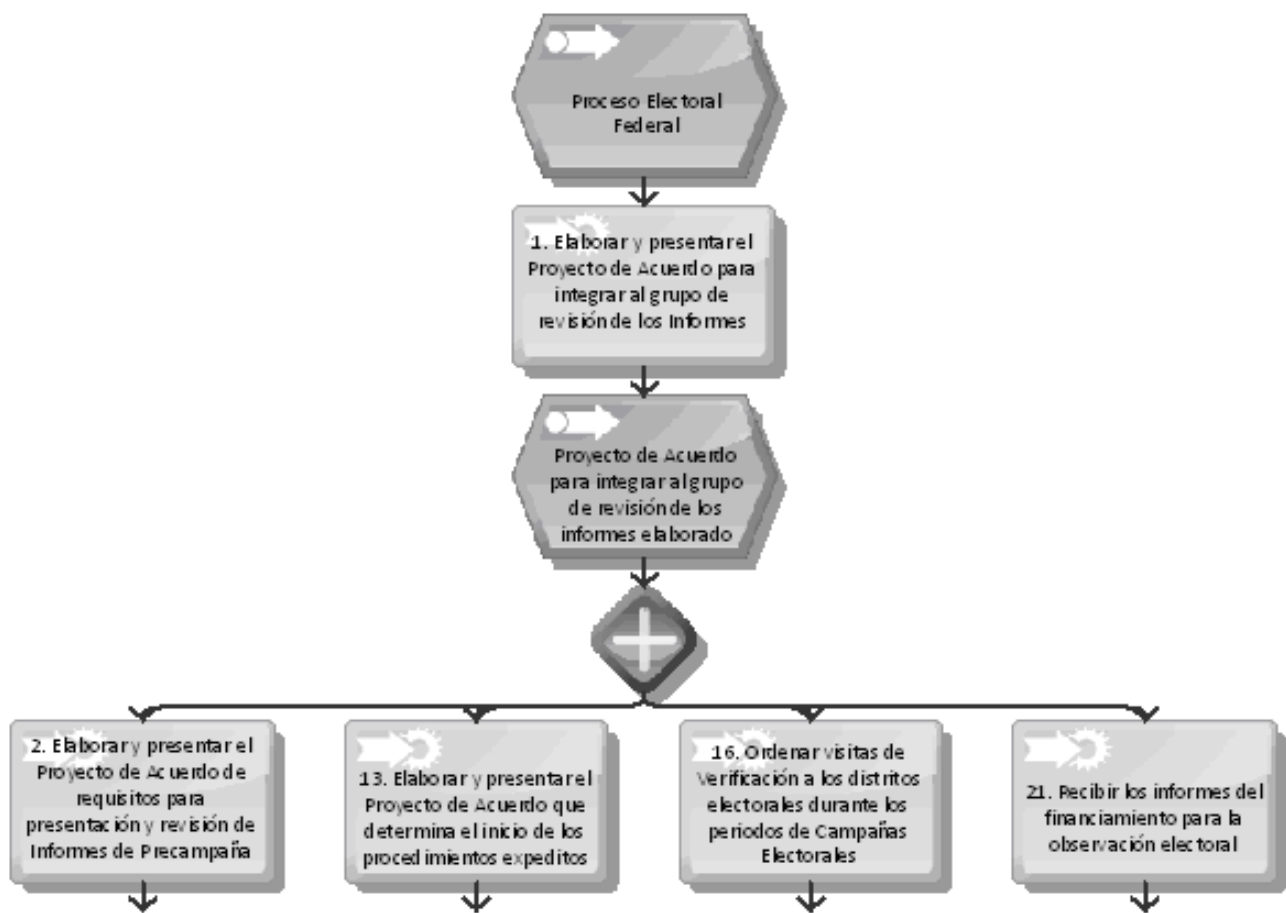 Proceso Electoral
Federal
1. Elaborar y presentar el
Proyecto de Acuerdo para
integrar al grupo de
revisión de los Informes
Proyecto de Acuerdo
para integrar al grupo
de revisión de los
informes elaborado
2. Elaborar y presentar el
Proyecto de Acuerdo de
requisitos para
presentación y revisión de
Informes de Precampaña
13. Elaborar y presentar el
Proyecto de Acuerdo que
determina el inicio de los
procedimientos expeditos
16. Ordenar visitas de
Verificación a los distritos
electorales durante los
periodos de Campañas
Electorales
21. Recibir los informes del
financiamiento para la
observación electoral